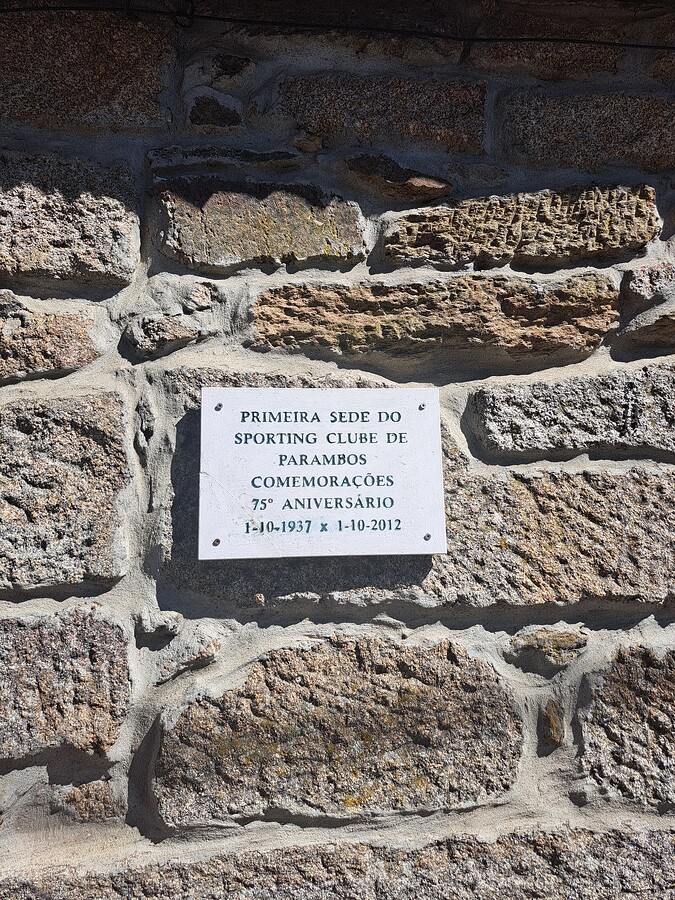 PRIMEIRA SEDE DO
SPORTING CLUBE DE
PARAMBOS
COMEMORAÇÕES
75º ANIVERSÁRIO
1-10-1937 x 1-10-2012